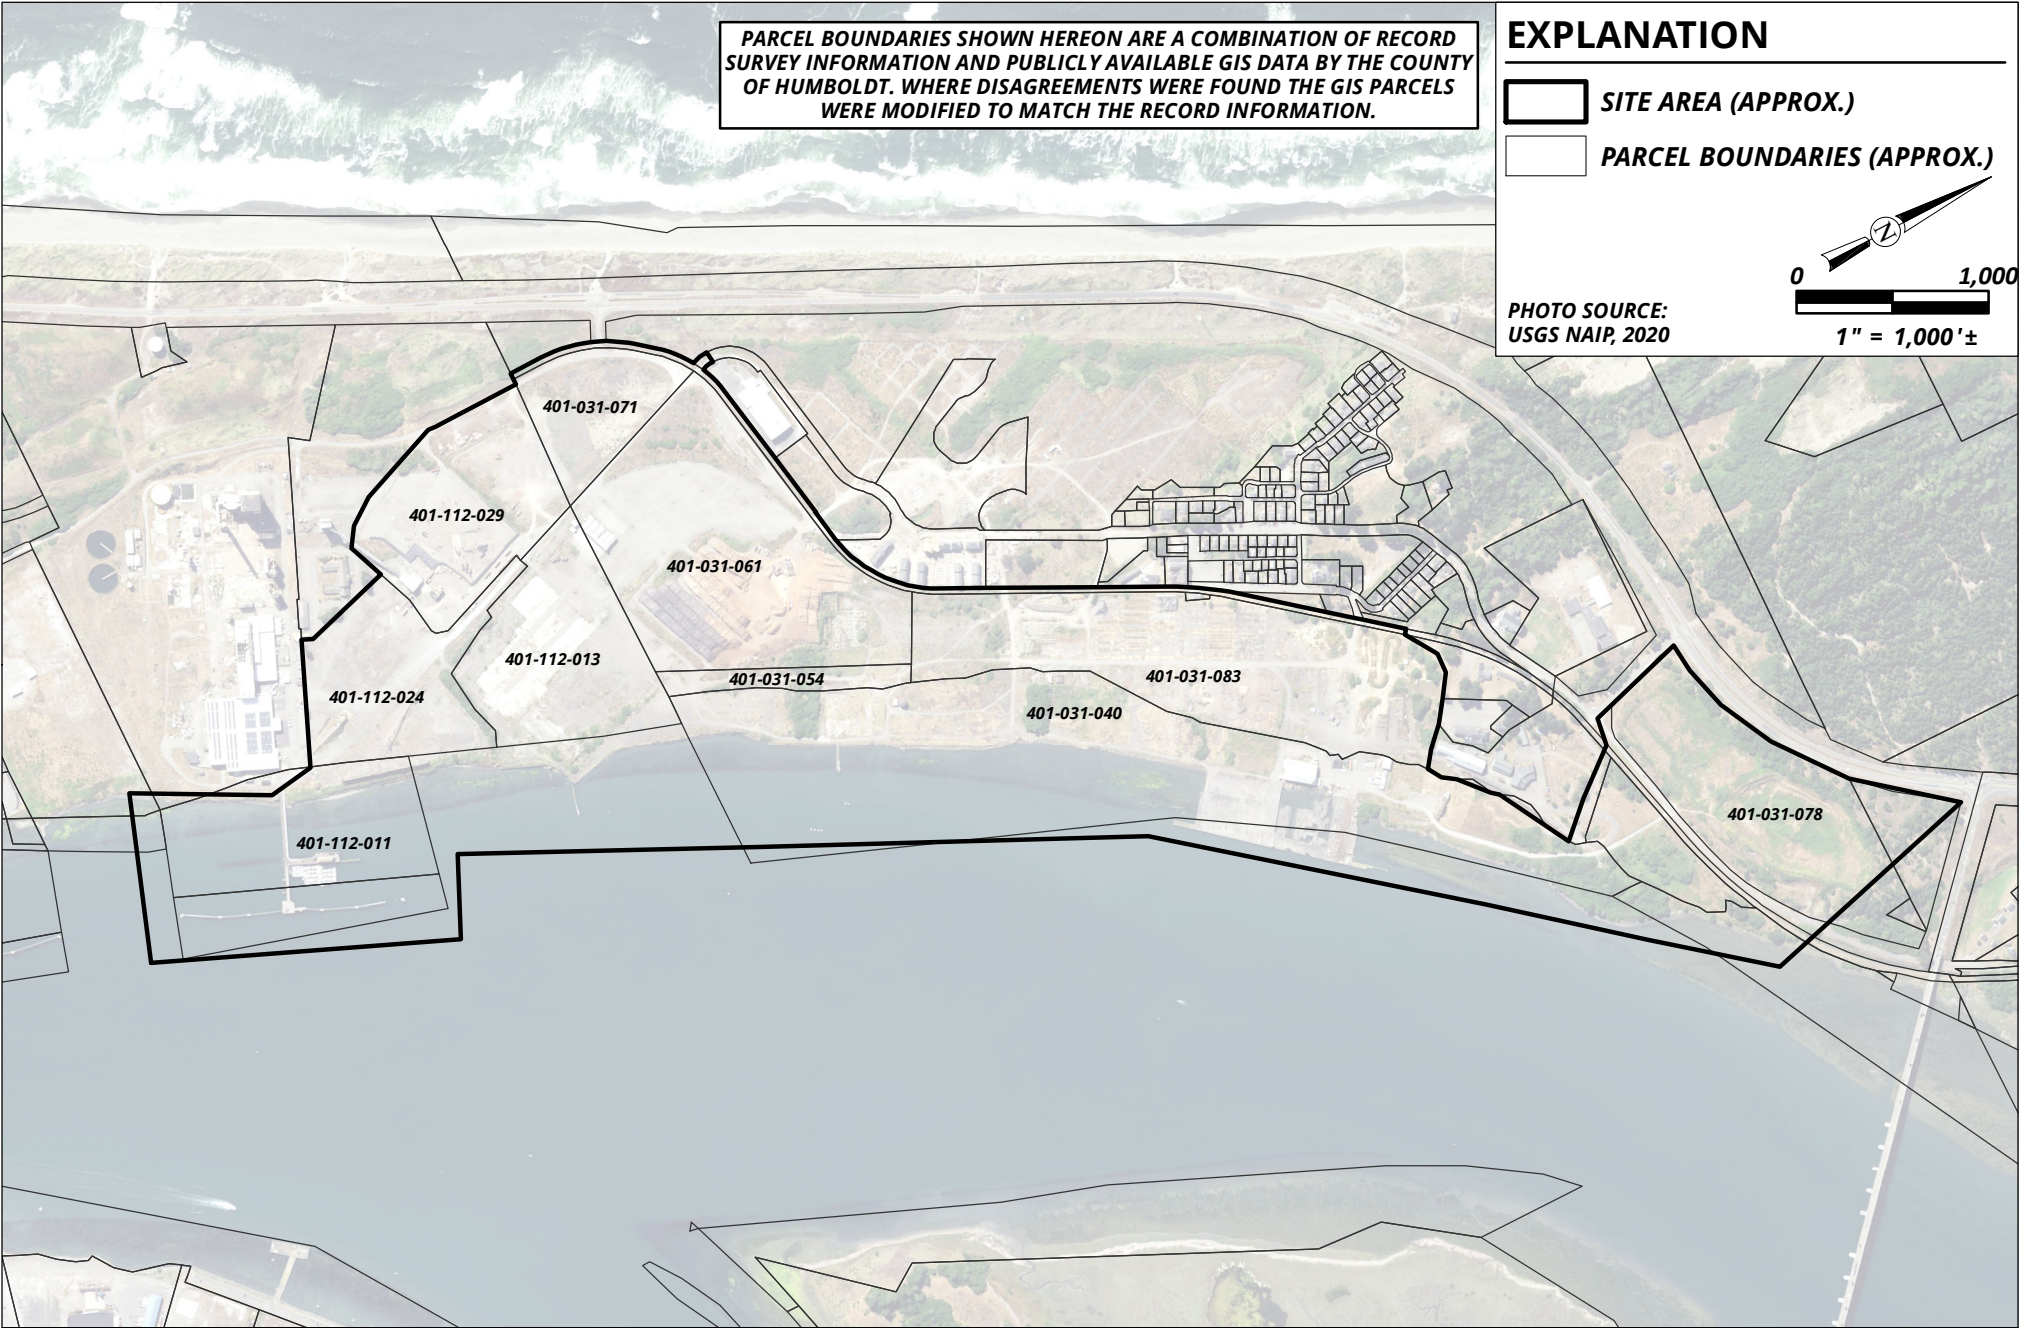 PARCEL BOUNDARIES SHOWN HEREON ARE A COMBINATION OF RECORD
SURVEY INFORMATION AND PUBLICLY AVAILABLE GIS DATA BY THE COUNTY
OF HUMBOLDT. WHERE DISAGREEMENTS WERE FOUND THE GIS PARCELS
WERE MODIFIED TO MATCH THE RECORD INFORMATION.
EXPLANATION
SITE AREA (APPROX.)
PARCEL BOUNDARIES (APPROX.)
N
0 1,000
1" = 1,000'±
PHOTO SOURCE:
USGS NAIP, 2020
401-031-071
401-112-029
401-031-061
401-112-013
401-112-024
401-031-054
401-031-083
401-031-040
401-112-011
401-031-078